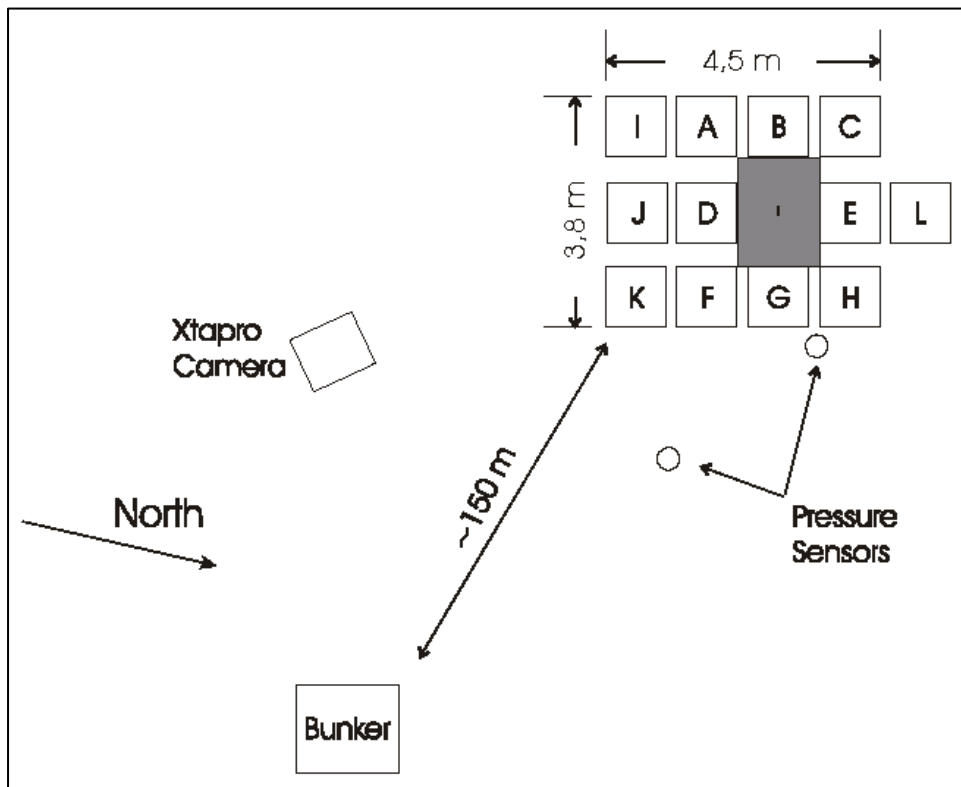 4,5 m
I A B C
3,8 m
J D E L
K F G H
Xtapro
Camera
~150 m
North
Pressure
Sensors
Bunker